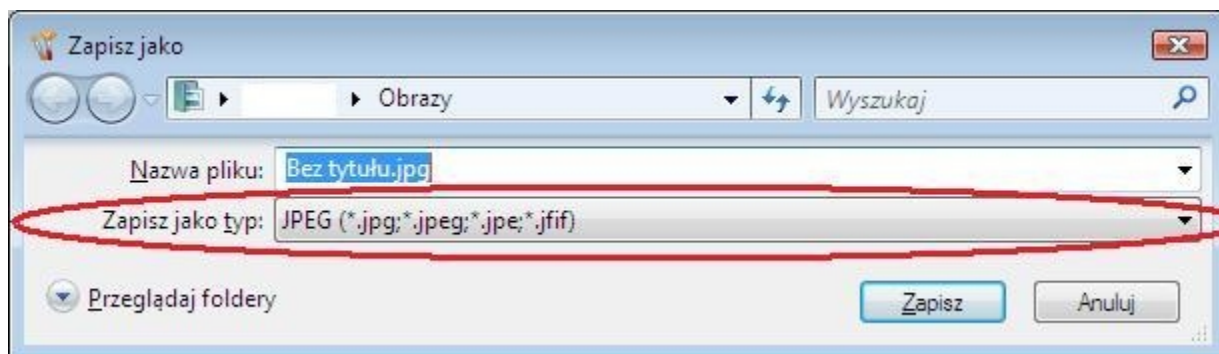 Zapisz jako
Obrazy
Wyszukaj
Nazwa pliku: Bez tytułu.jpg
Zapisz jako typ: JPEG (*.jpg;*.jpeg;*.jpe;*.jfif)
Przeglądaj foldery
Zapisz
Anuluj